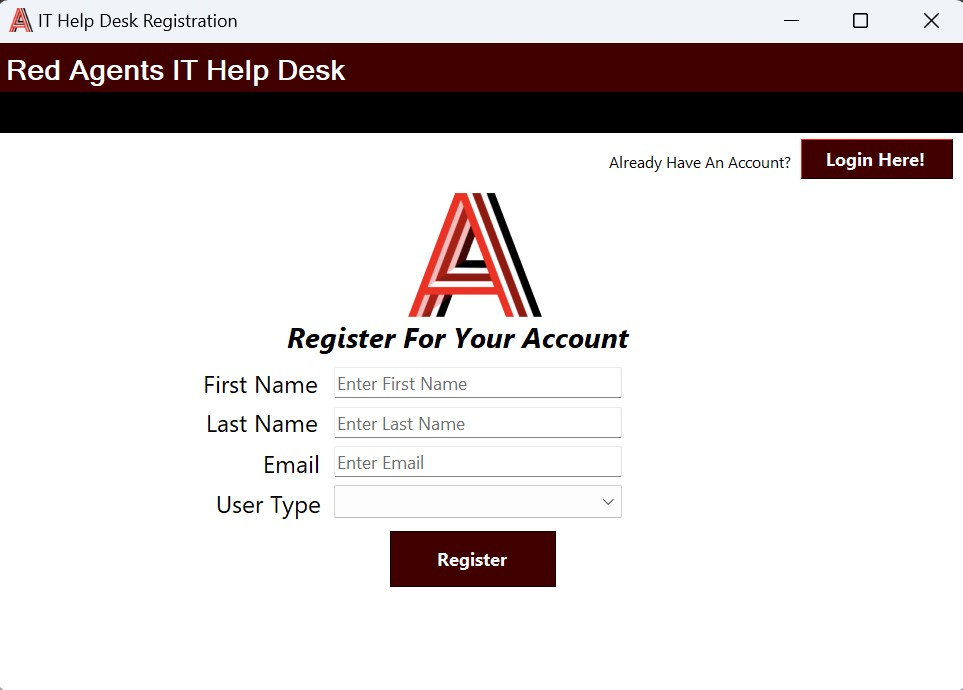 IT Help Desk Registration
Red Agents IT Help Desk
Already Have An Account? Login Here!
Register For Your Account
First Name Enter First Name
Last Name Enter Last Name
Email Enter Email
User Type
Register